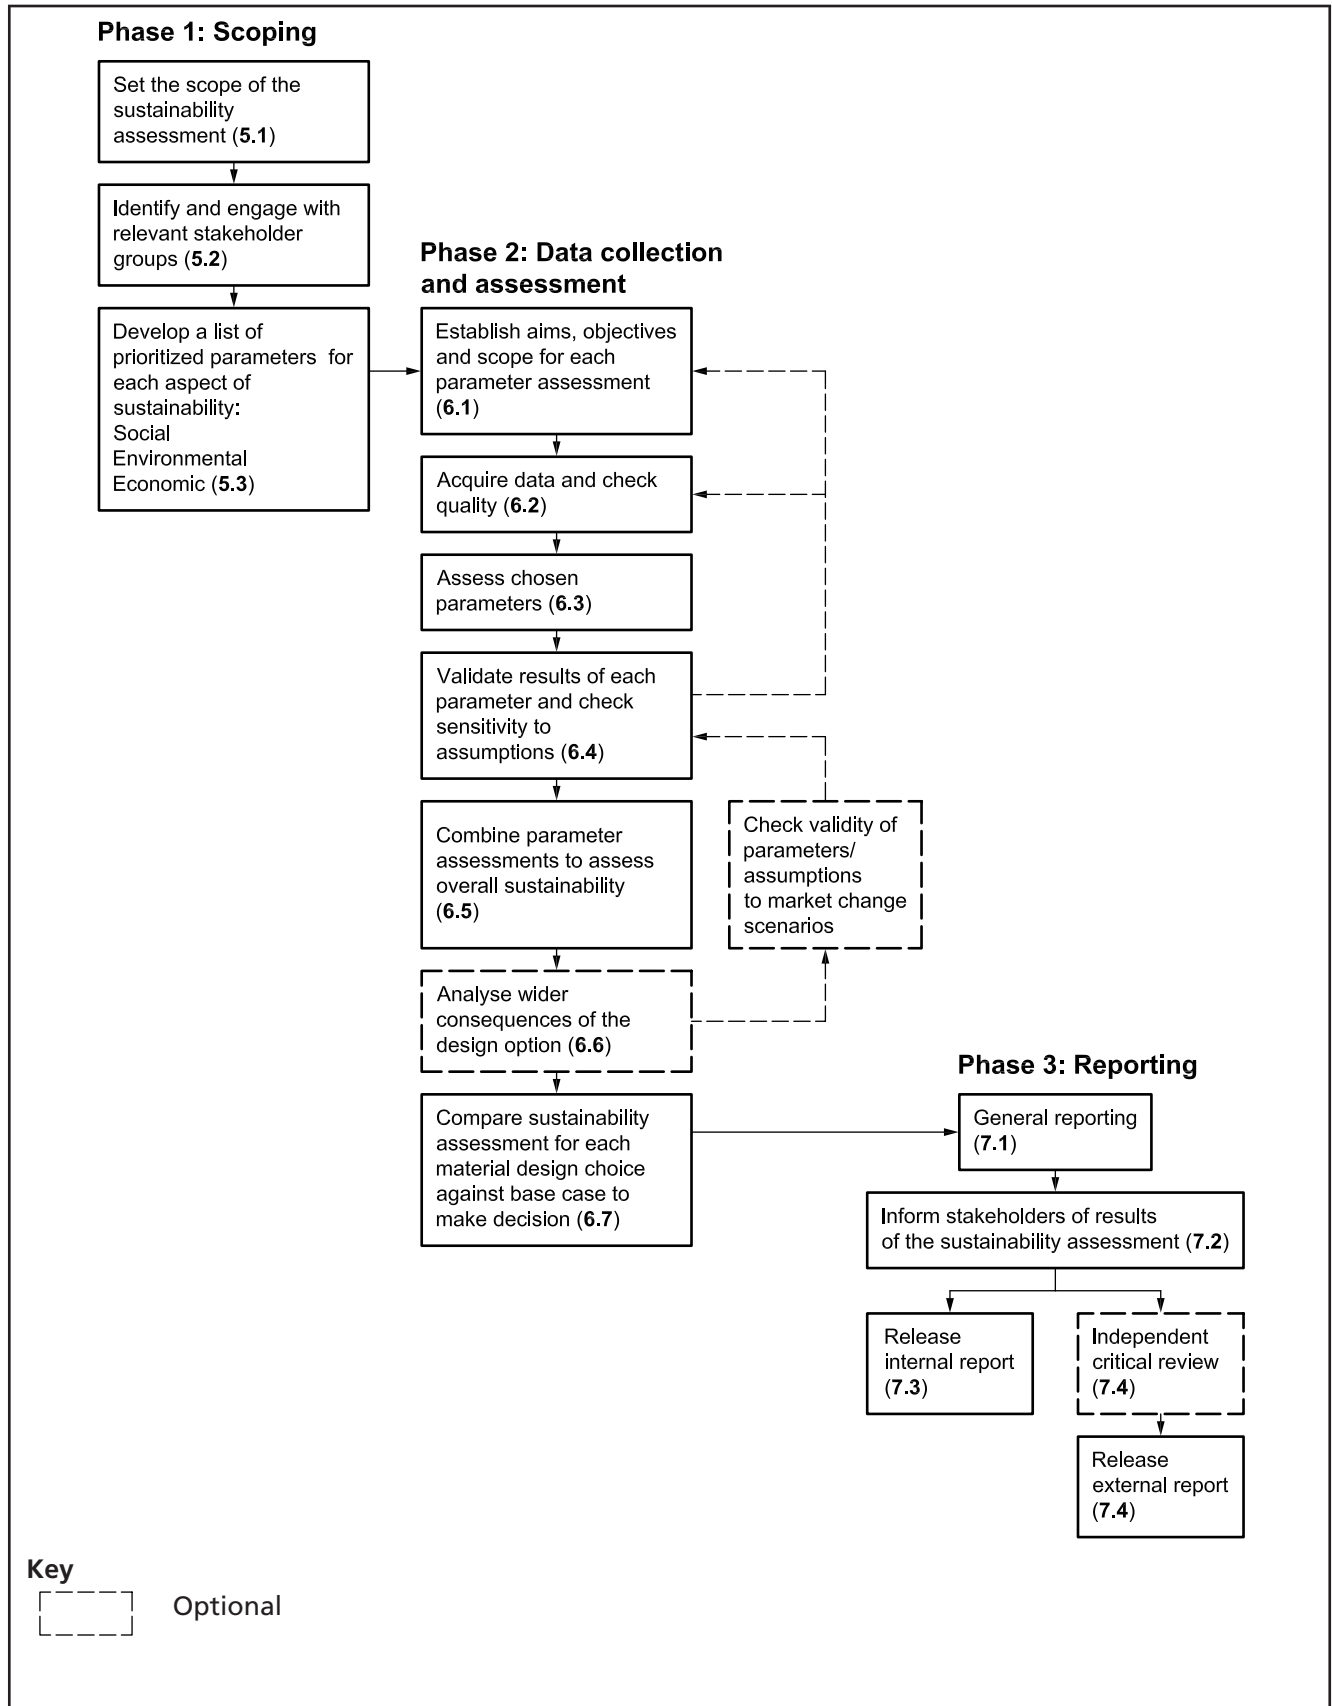 Phase 1: Scoping
Set the scope of the
sustainability
assessment (5.1)
Identify and engage with
relevant stakeholder
groups (5.2)
Develop a list of
prioritized parameters for
each aspect of
sustainability:
Social
Environmental
Economic (5.3)
Phase 2: Data collection
and assessment
Establish aims, objectives
and scope for each
parameter assessment
(6.1)
Acquire data and check
quality (6.2)
Assess chosen
parameters (6.3)
Validate results of each
parameter and check
sensitivity to
assumptions (6.4)
Combine parameter
assessments to assess
overall sustainability
(6.5)
Check validity of
parameters/
assumptions
to market change
scenarios
Analyse wider
consequences of the
design option (6.6)
Compare sustainability
assessment for each
material design choice
against base case to
make decision (6.7)
Phase 3: Reporting
General reporting
(7.1)
Inform stakeholders of results
of the sustainability assessment (7.2)
Release
internal report
(7.3)
Independent
critical review
(7.4)
Release
external report
(7.4)
Key
Optional